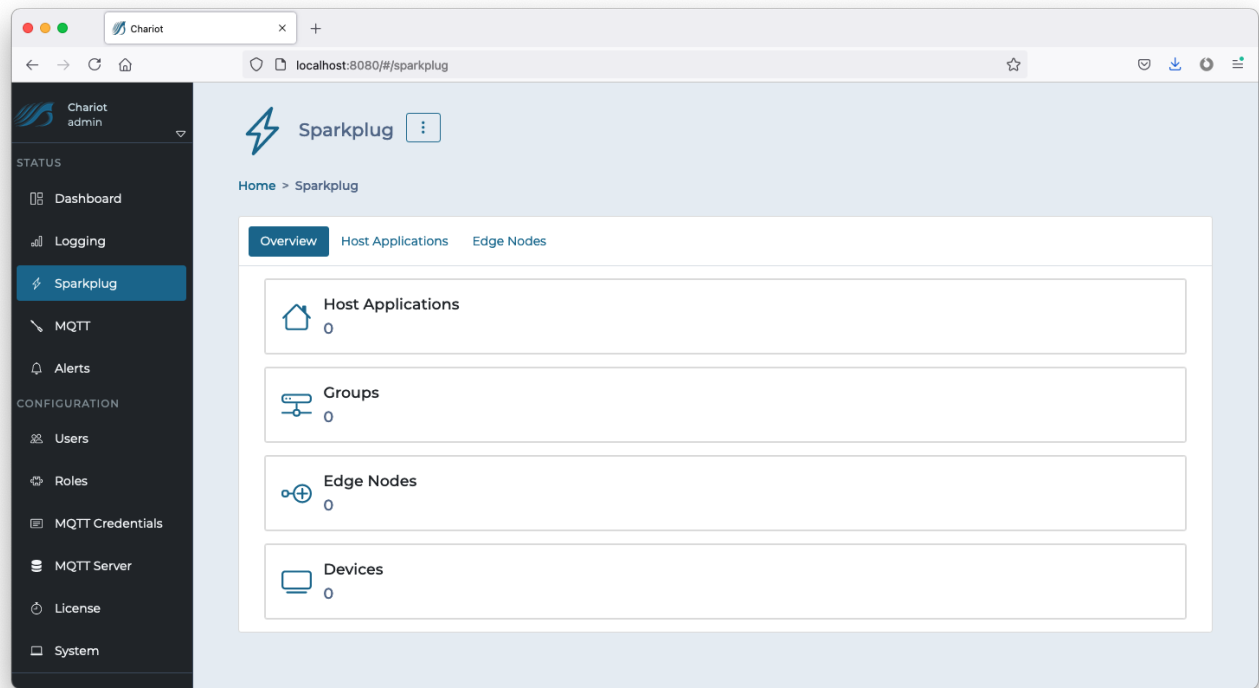 Chariot
localhost:8080/#/sparkplug
Chariot
admin
STATUS
Dashboard
Logging
Sparkplug
MQTT
Alerts
CONFIGURATION
Users
Roles
MQTT Credentials
MQTT Server
License
System
Sparkplug
Home > Sparkplug
Overview Host Applications Edge Nodes
Host Applications
0
Groups
0
Edge Nodes
0
Devices
0